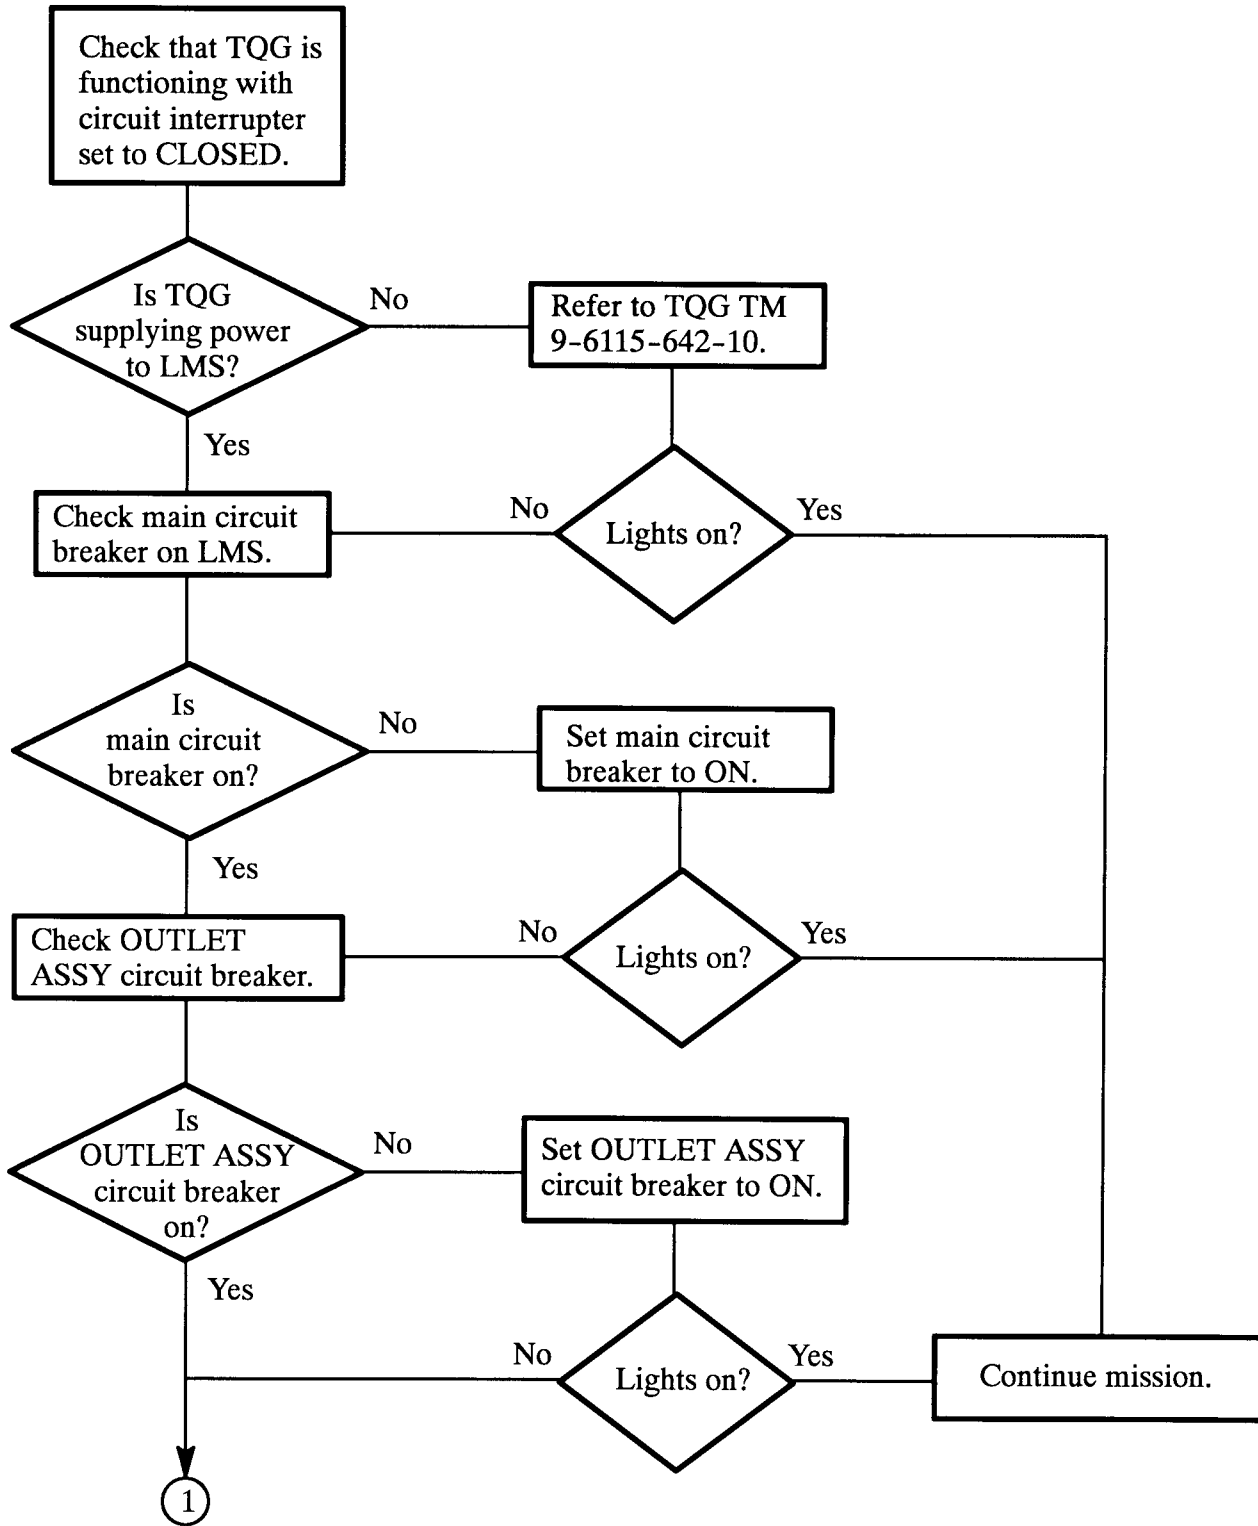 Check that TQG is
functioning with
circuit interrupter
set to CLOSED.
Is TQG
supplying power
to LMS?
No
Refer to TQG TM
9-6115-642-10.
Yes
Check main circuit
breaker on LMS.
No
Lights on?
Yes
Is
main circuit
breaker on?
No
Set main circuit
breaker to ON.
Yes
Check OUTLET
ASSY circuit breaker.
No
Lights on?
Yes
Is
OUTLET ASSY
circuit breaker
on?
No
Set OUTLET ASSY
circuit breaker to ON.
Yes
No
Lights on?
Yes
Continue mission.
1